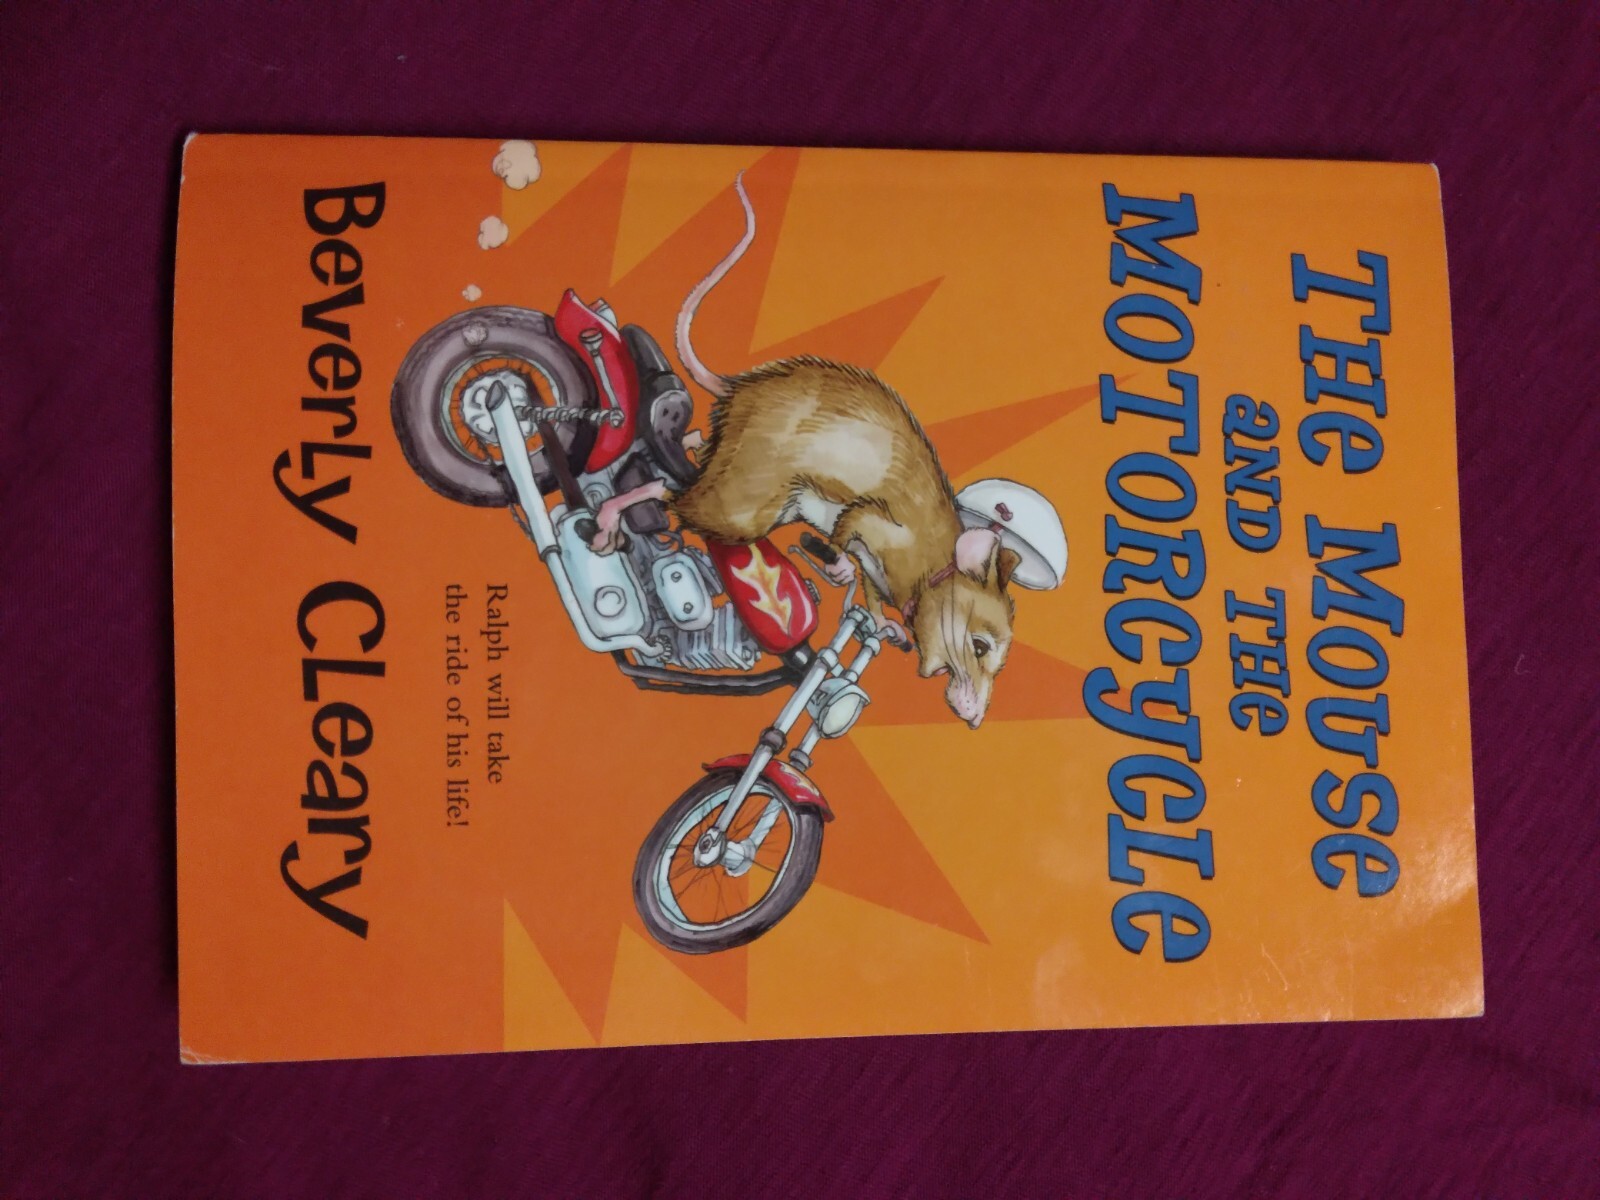 THE MOUSE
AND THE
MOTORCYCLE
Ralph will take
the ride of his life!
BeverLy CLeary